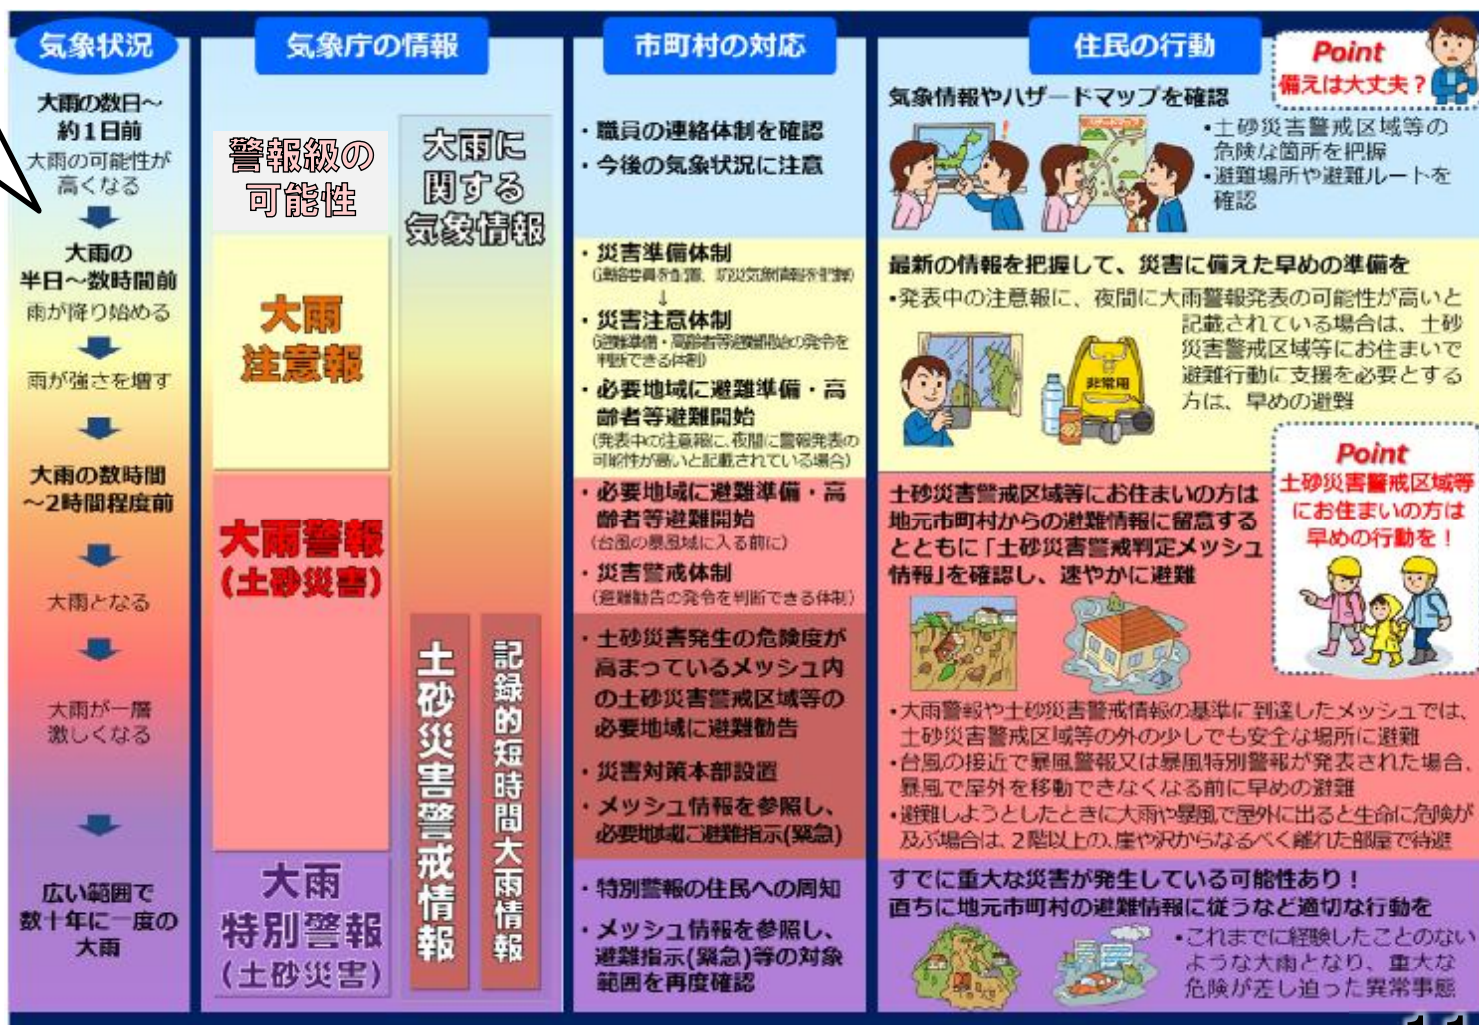 気象状況
大雨の数日～
約1日前
大雨の可能性が
高くなる
大雨の
半日～数時間前
雨が降り始める
雨が強さを増す
大雨の数時間
～2時間程度前
大雨となる
大雨が一層
激しくなる
広い範囲で
数十年に一度の
大雨
気象庁の情報
警報級の
可能性
大雨
注意報
大雨警報
(土砂災害)
大雨
特別警報
(土砂災害)
大雨に
関する
気象情報
土砂災害警戒情報
記録的短時間大雨情報
市町村の対応
・職員の連絡体制を確認
・今後の気象状況に注意
・災害準備体制
(連絡要員を配置、防災気象情報を把握)
↓
・災害注意体制
(避難準備・高齢者等避難開始の発令を
判断できる体制)
・必要地域に避難準備・高
齢者等避難開始
(発表中の注意報に、夜間に警報発表の
可能性が高いと記載されている場合)
・必要地域に避難準備・高
齢者等避難開始
(台風の暴風域に入る前に)
・災害警戒体制
(避難勧告の発令を判断できる体制)
・土砂災害発生の危険度が
高まっているメッシュ内
の土砂災害警戒区域等の
必要地域に避難勧告
・災害対策本部設置
・メッシュ情報を参照し、
必要地域に避難指示(緊急)
・特別警報の住民への周知
・メッシュ情報を参照し、
避難指示(緊急)等の対象
範囲を再度確認
住民の行動
Point
備えは大丈夫？
気象情報やハザードマップを確認
•土砂災害警戒区域等の
危険な箇所を把握
•避難場所や避難ルートを
確認
最新の情報を把握して、災害に備えた早めの準備を
•発表中の注意報に、夜間に大雨警報発表の可能性が高いと
記載されている場合は、土砂
災害警戒区域等にお住まいで
避難行動に支援を必要とする
方は、早めの避難
非常用
Point
土砂災害警戒区域等
にお住まいの方は
早めの行動を！
土砂災害警戒区域等にお住まいの方は
地元市町村からの避難情報に留意する
とともに「土砂災害警戒判定メッシュ
情報」を確認し、速やかに避難
•大雨警報や土砂災害警戒情報の基準に到達したメッシュでは、
土砂災害警戒区域等の外の少しでも安全な場所に避難
•台風の接近で暴風警報又は暴風特別警報が発表された場合、
暴風で屋外を移動できなくなる前に早めの避難
•避難しようとしたときに大雨や暴風で屋外に出ると生命に危険が
及ぶ場合は、2階以上の、崖や沢からなるべく離れた部屋で待避
すでに重大な災害が発生している可能性あり！
直ちに地元市町村の避難情報に従うなど適切な行動を
•これまでに経験したことのない
ような大雨となり、重大な
危険が差し迫った異常事態